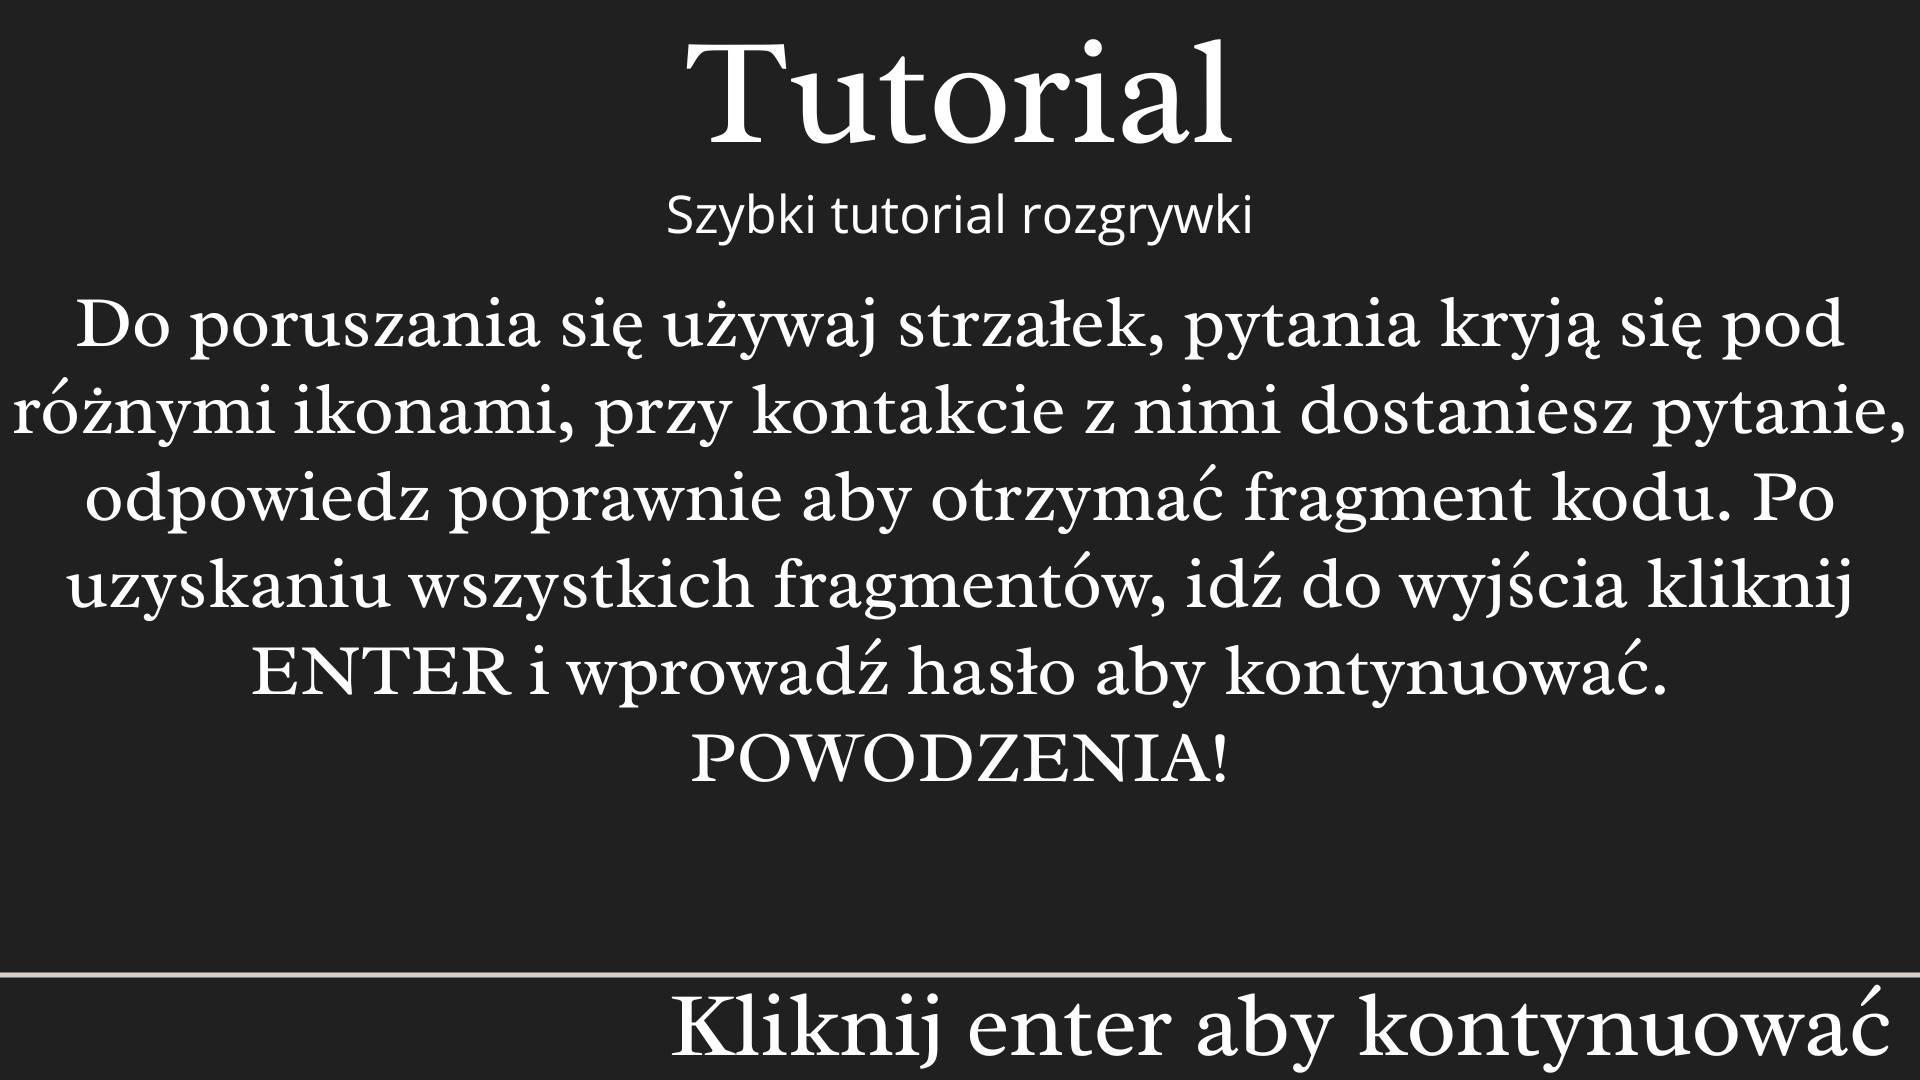 Tutorial
Szybki tutorial rozgrywki
Do poruszania się używaj strzałek, pytania kryją się pod
różnymi ikonami, przy kontakcie z nimi dostaniesz pytanie,
odpowiedz poprawnie aby otrzymać fragment kodu. Po
uzyskaniu wszystkich fragmentów, idź do wyjścia kliknij
ENTER i wprowadź hasło aby kontynuować.
POWODZENIA!
Kliknij enter aby kontynuować